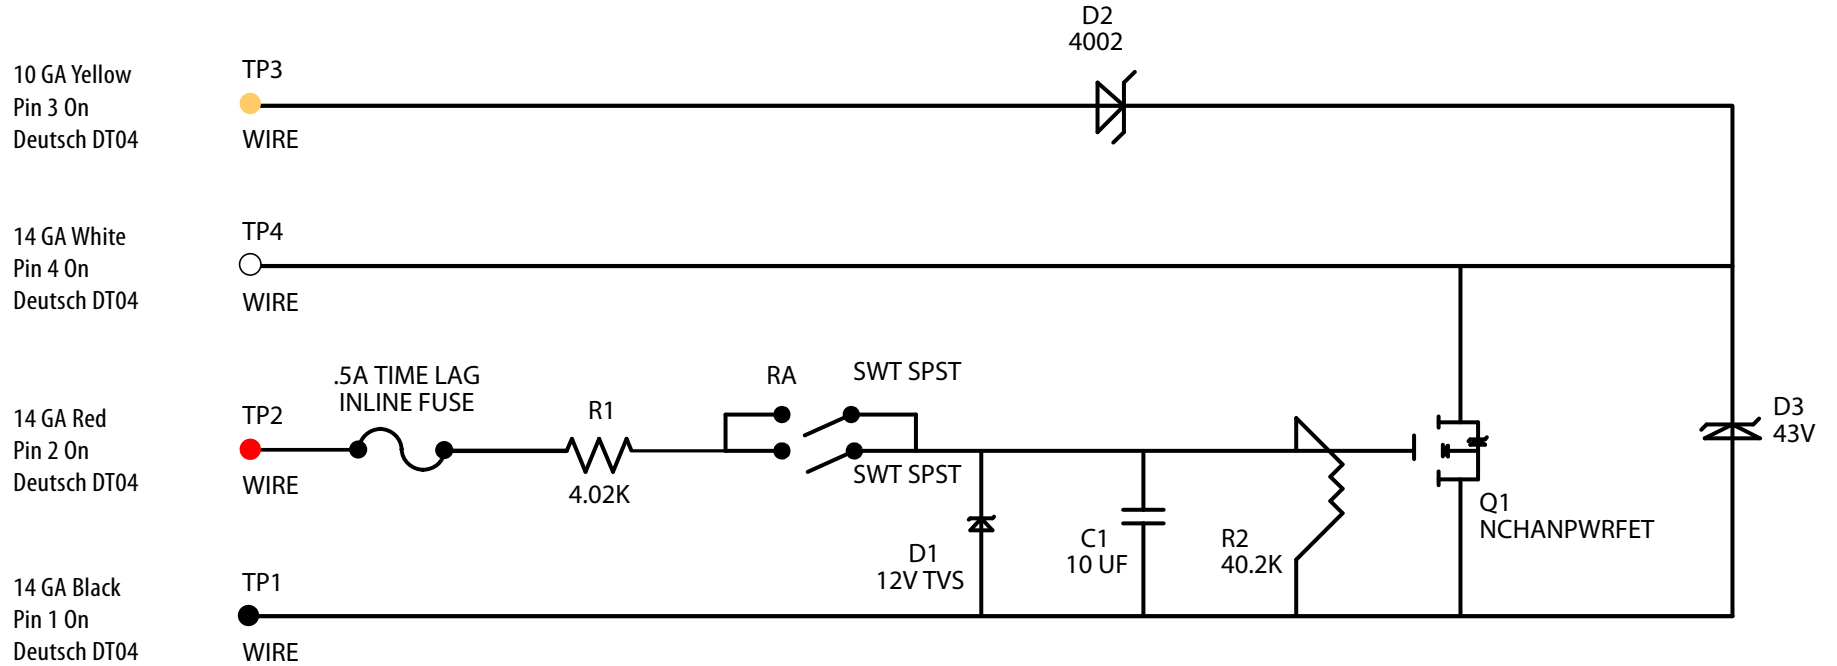 D2
4002
10 GA Yellow
Pin 3 On
Deutsch DT04
TP3
WIRE
14 GA White
Pin 4 On
Deutsch DT04
TP4
WIRE
.5A TIME LAG
INLINE FUSE
R1
4.02K
RA
SWT SPST
SWT SPST
14 GA Red
Pin 2 On
Deutsch DT04
TP2
WIRE
D3
43V
D1
12V TVS
C1
10 UF
R2
40.2K
Q1
NCHANPWRFET
14 GA Black
Pin 1 On
Deutsch DT04
TP1
WIRE